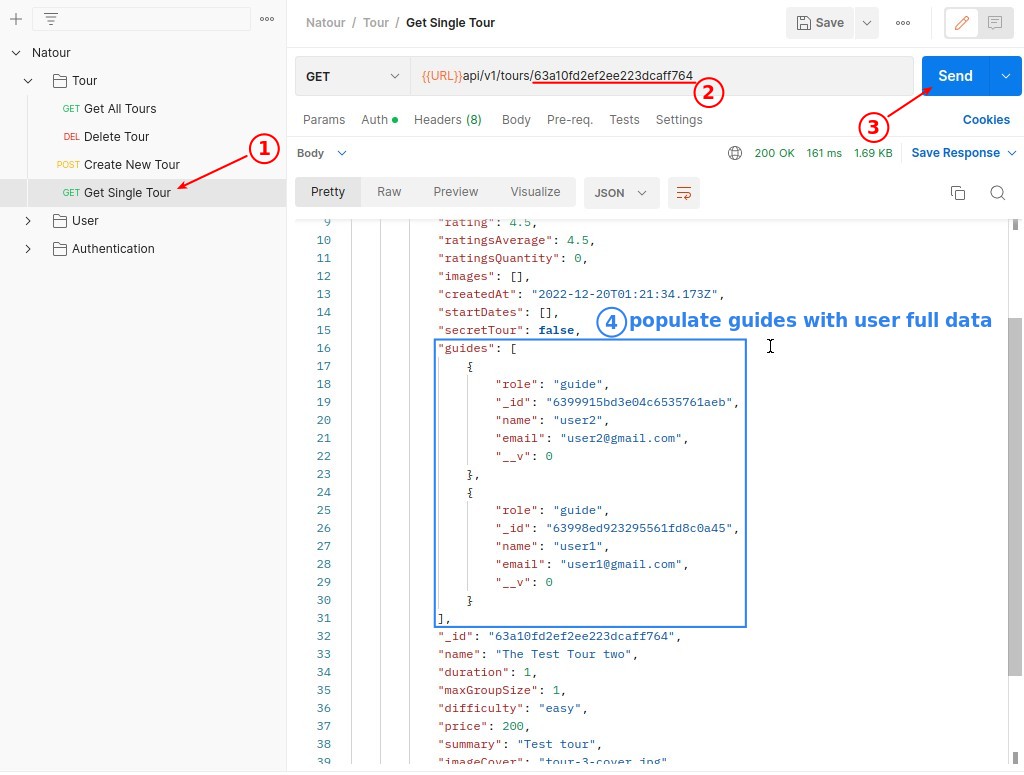 Natour / Tour / Get Single Tour
Save
Natour
Tour
GET Get All Tours
DEL Delete Tour
POST Create New Tour
GET Get Single Tour
User
Authentication
1
GET
{{URL}}api/v1/tours/63a10fd2ef2ee223dcaff764
Send
2
3
Params Auth Headers (8) Body Pre-req. Tests Settings
Cookies
Body
200 OK 161 ms 1.69 KB Save Response
Pretty Raw Preview Visualize JSON
9 "rating": 4.5,
10 "ratingsAverage": 4.5,
11 "ratingsQuantity": 0,
12 "images": [],
13 "createdAt": "2022-12-20T01:21:34.173Z",
14 "startDates": [],
15 "secretTour": false,
4 populate guides with user full data
16 "guides": [
17 {
18 "role": "guide",
19 "_id": "6399915bd3e04c6535761aeb",
20 "name": "user2",
21 "email": "user2@gmail.com",
22 "__v": 0
23 },
24 {
25 "role": "guide",
26 "_id": "63998ed923295561fd8c0a45",
27 "name": "user1",
28 "email": "user1@gmail.com",
29 "__v": 0
30 }
31 ],
32 "_id": "63a10fd2ef2ee223dcaff764",
33 "name": "The Test Tour two",
34 "duration": 1,
35 "maxGroupSize": 1,
36 "difficulty": "easy",
37 "price": 200,
38 "summary": "Test tour",
39 "imageCover": "tour-3-cover.jpg"